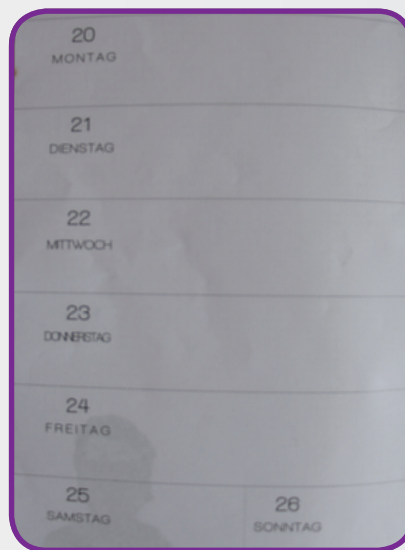 20
MONTAG
21
DIENSTAG
22
MITTWOCH
23
DONNERSTAG
24
FREITAG
25
SAMSTAG
26
SONNTAG